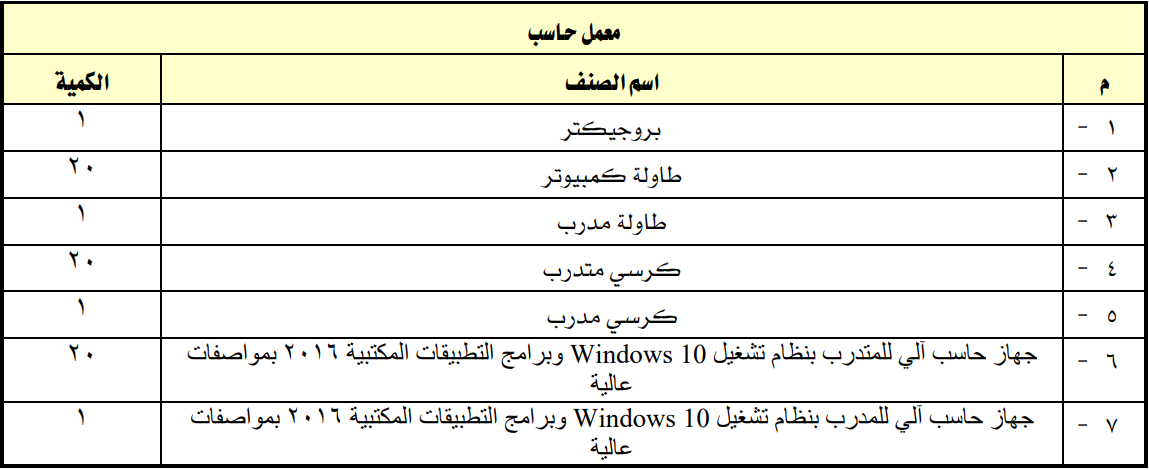 معمل حاسب
م اسم الصنف الكمية
١ - بروجيكتر ١
٢ - طاولة كمبيوتر ٢٠
٣ - طاولة مدرب ١
٤ - كرسي متدرب ٢٠
٥ - كرسي مدرب ١
٦ - جهاز حاسب آلي للمتدرب بنظام تشغيل Windows 10 وبرامج التطبيقات المكتبية ٢٠١٦ بمواصفات ٢٠
عالية
٧ - جهاز حاسب آلي للمدرب بنظام تشغيل Windows 10 وبرامج التطبيقات المكتبية ٢٠١٦ بمواصفات ١
عالية